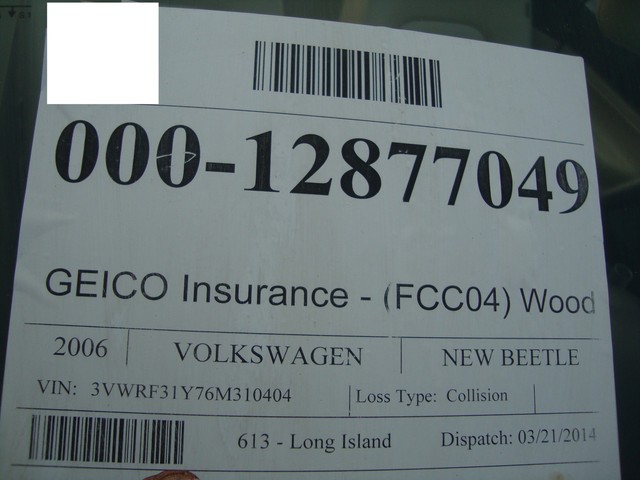 000-12877049
GEICO Insurance - (FCC04) Wood
2006 VOLKSWAGEN NEW BEETLE
VIN: 3VWRF31Y76M310404 Loss Type: Collision
613 - Long Island Dispatch: 03/21/2014